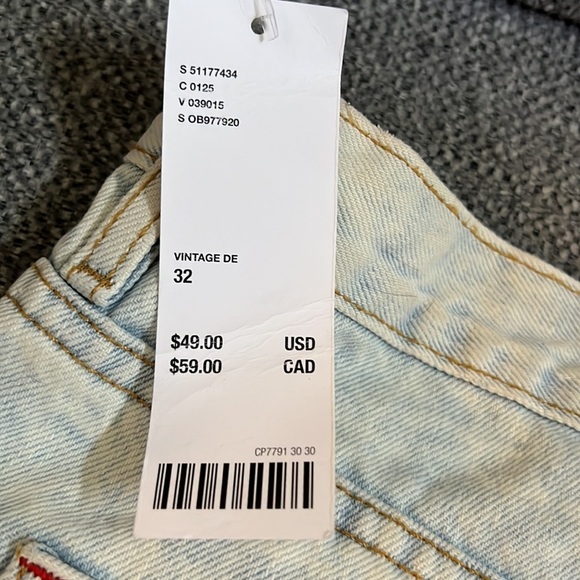 S 51177434
C 0125
V 039015
S OB977920
VINTAGE DE
32
$49.00 USD
$59.00 CAD
CP7791 30 30